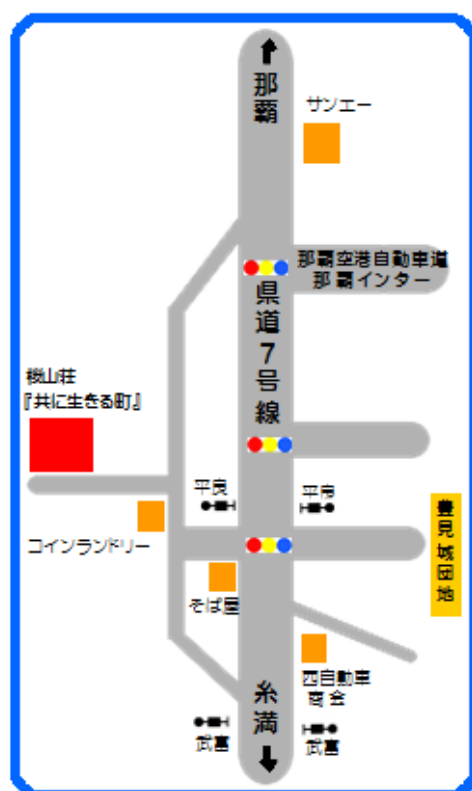 那覇
サンエー
那覇空港自動車道
那覇インター
県道7号線
『共に生きる町』
平良
平良
豊見城団地
コインランドリー
そば屋
西自動車
商会
糸満
武富
武富